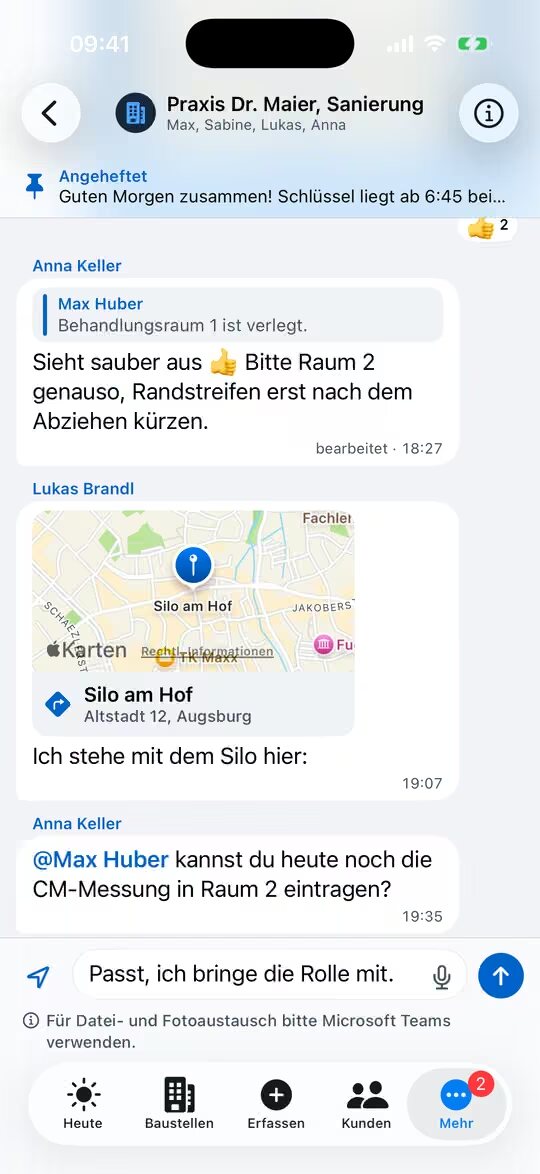 09:41
Praxis Dr. Maier, Sanierung
Max, Sabine, Lukas, Anna
Angeheftet
Guten Morgen zusammen! Schlüssel liegt ab 6:45 bei...
2
Anna Keller
Max Huber
Behandlungsraum 1 ist verlegt.
Sieht sauber aus 👍 Bitte Raum 2
genauso, Randstreifen erst nach dem
Abziehen kürzen.
bearbeitet · 18:27
Lukas Brandl
Fachler
Silo am Hof
JAKOBERST
SCHAEZLERST
Karten
Rechtl. Informationen
TK Maxx
Fu
Silo am Hof
Altstadt 12, Augsburg
Ich stehe mit dem Silo hier:
19:07
Anna Keller
@Max Huber kannst du heute noch die
CM-Messung in Raum 2 eintragen?
19:35
Passt, ich bringe die Rolle mit.
Für Datei- und Fotoaustausch bitte Microsoft Teams
verwenden.
2
Heute
Baustellen
Erfassen
Kunden
Mehr